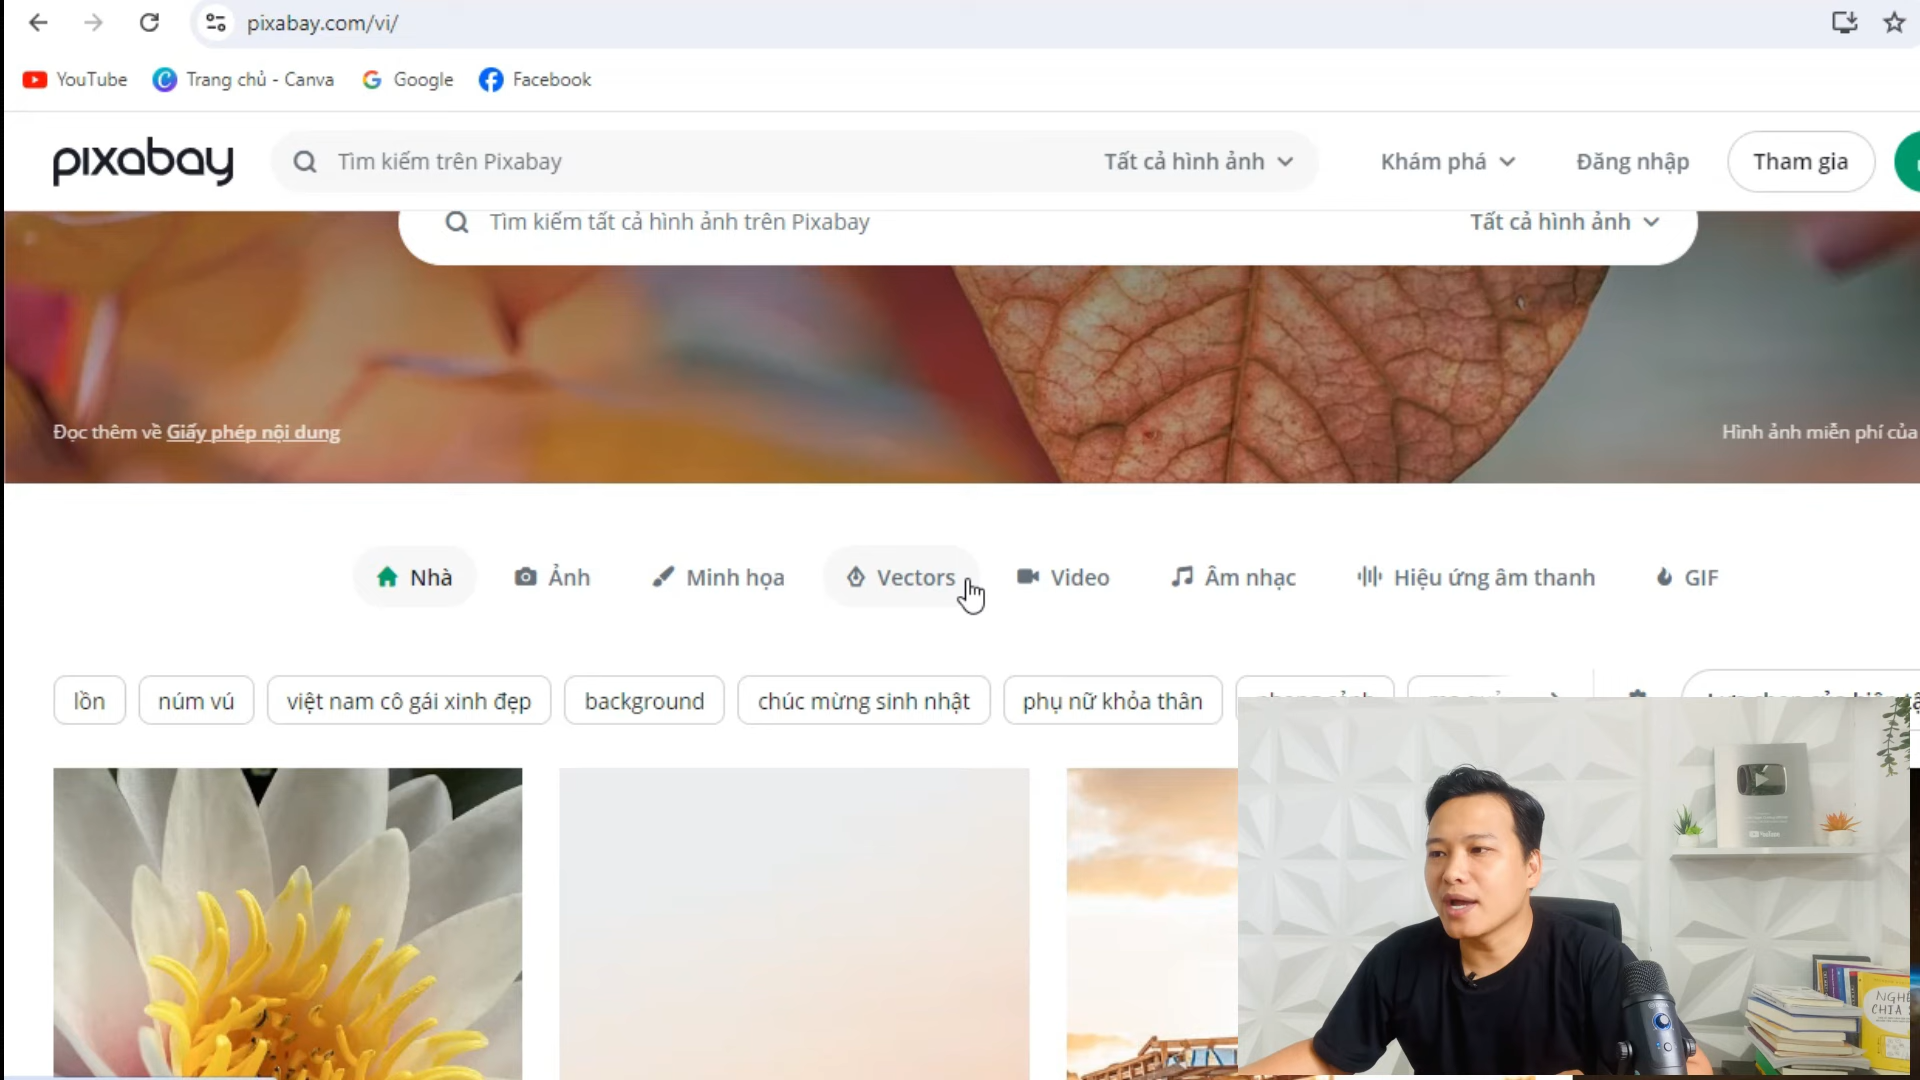 pixabay.com/vi/
YouTube Trang chủ - Canva Google Facebook
pixabay Tìm kiếm trên Pixabay Tất cả hình ảnh Khám phá Đăng nhập Tham gia
Tìm kiếm tất cả hình ảnh trên Pixabay Tất cả hình ảnh
Đọc thêm về Giấy phép nội dung Hình ảnh miễn phí của
Nhà Ảnh Minh họa Vectors Video Âm nhạc Hiệu ứng âm thanh GIF
lồn núm vú việt nam cô gái xinh đẹp background chúc mừng sinh nhật phụ nữ khỏa thân
YouTube
CHIA